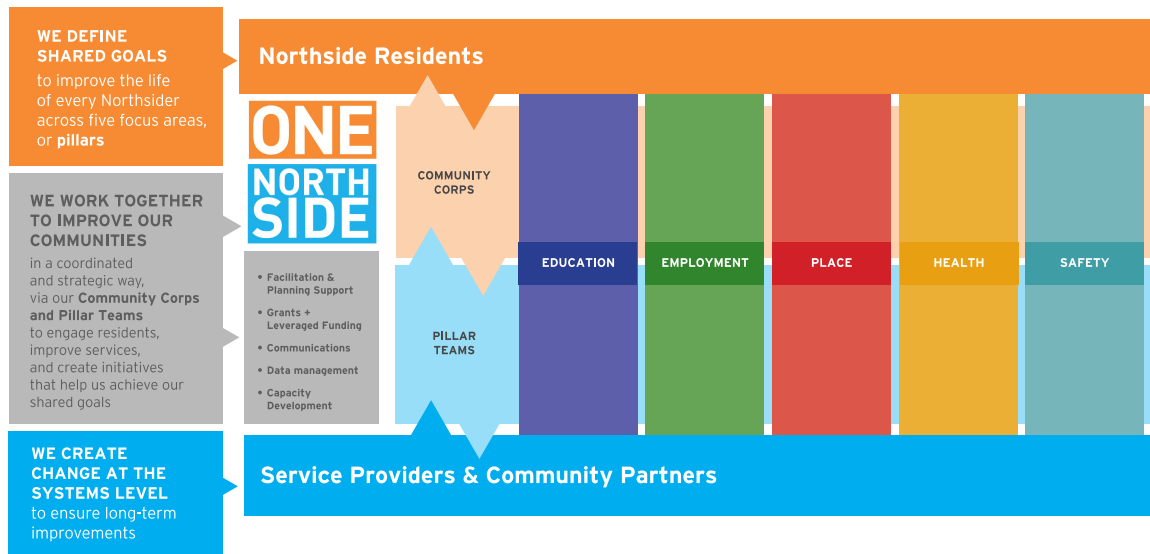 WE DEFINE
SHARED GOALS
to improve the life
of every Northsider
across five focus areas,
or pillars
WE WORK TOGETHER
TO IMPROVE OUR
COMMUNITIES
in a coordinated
and strategic way,
via our Community Corps
and Pillar Teams
to engage residents,
improve services,
and create initiatives
that help us achieve our
shared goals
WE CREATE
CHANGE AT THE
SYSTEMS LEVEL
to ensure long-term
improvements
Northside Residents
ONE
NORTH
SIDE
• Facilitation &
Planning Support
• Grants +
Leveraged Funding
• Communications
• Data management
• Capacity
Development
COMMUNITY
CORPS
PILLAR
TEAMS
EDUCATION
EMPLOYMENT
PLACE
HEALTH
SAFETY
Service Providers & Community Partners